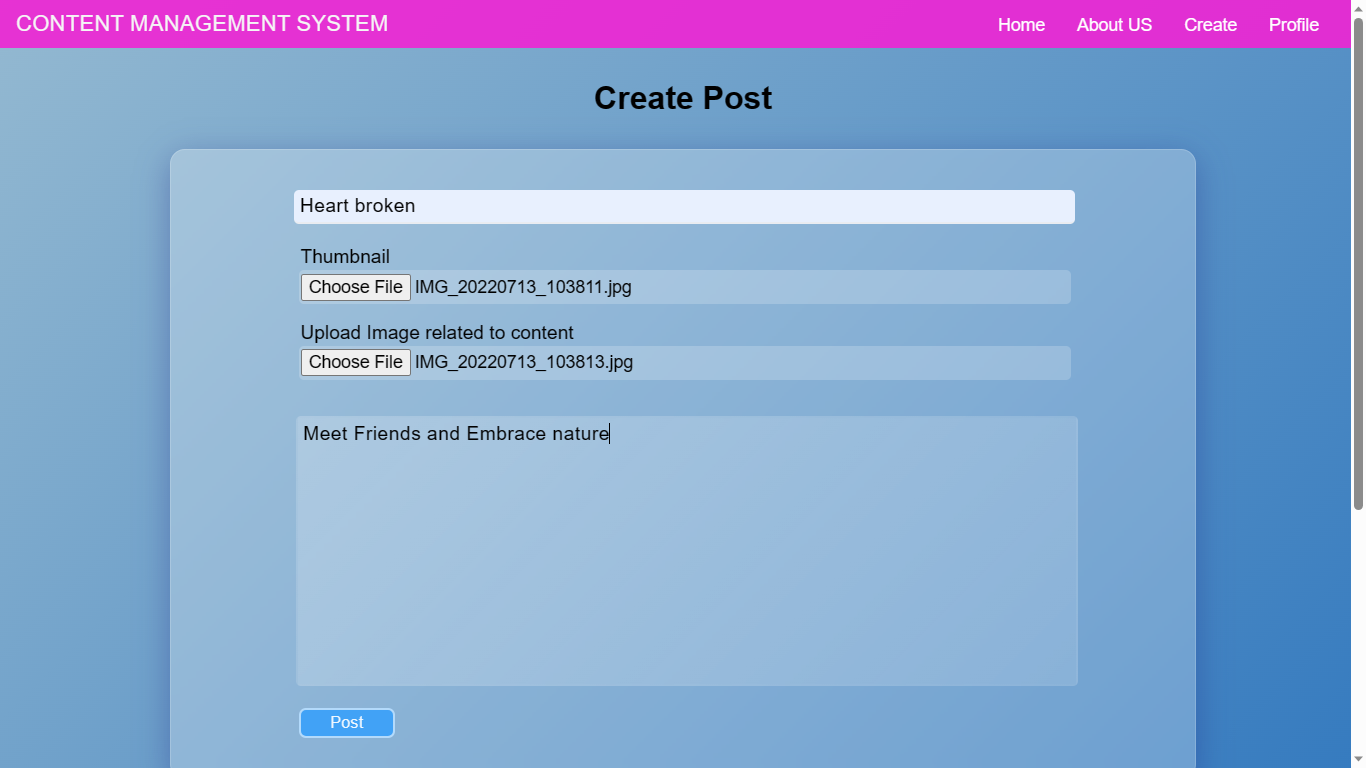 CONTENT MANAGEMENT SYSTEM Home About US Create Profile
Create Post
Heart broken
Thumbnail
Choose File IMG_20220713_103811.jpg
Upload Image related to content
Choose File IMG_20220713_103813.jpg
Meet Friends and Embrace nature
Post